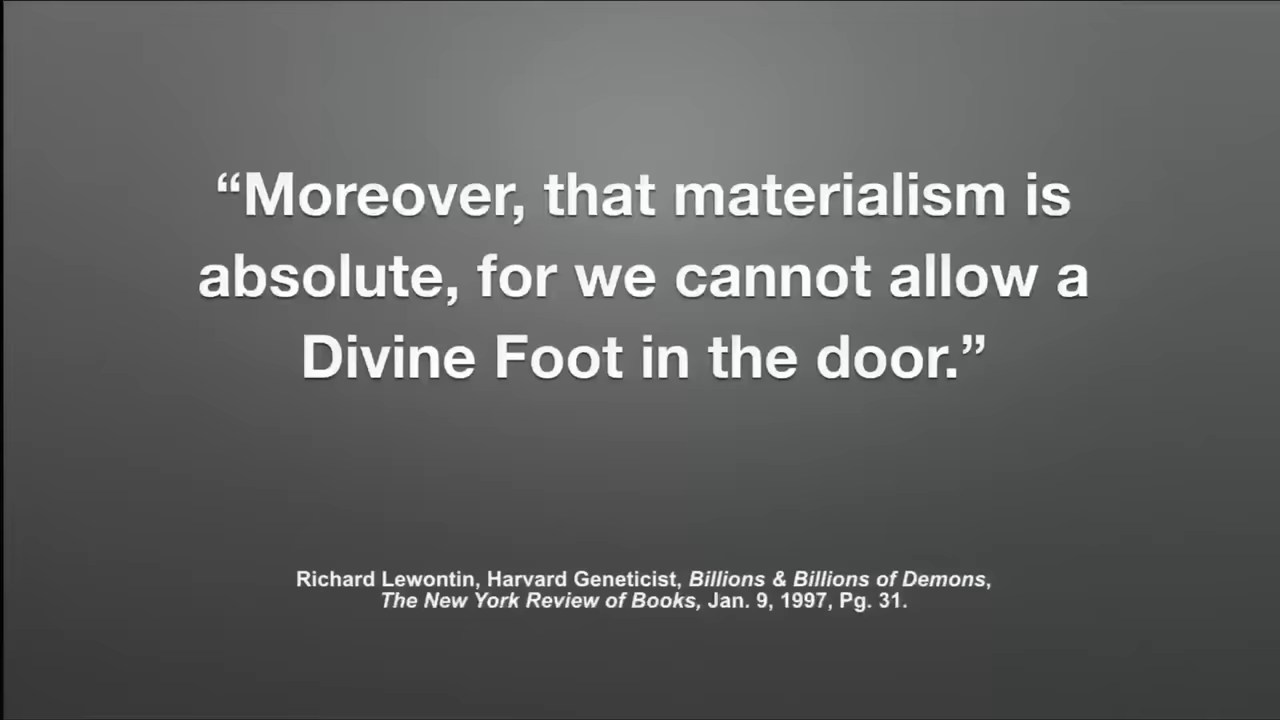 “Moreover, that materialism is
absolute, for we cannot allow a
Divine Foot in the door.”
Richard Lewontin, Harvard Geneticist, Billions & Billions of Demons,
The New York Review of Books, Jan. 9, 1997, Pg. 31.